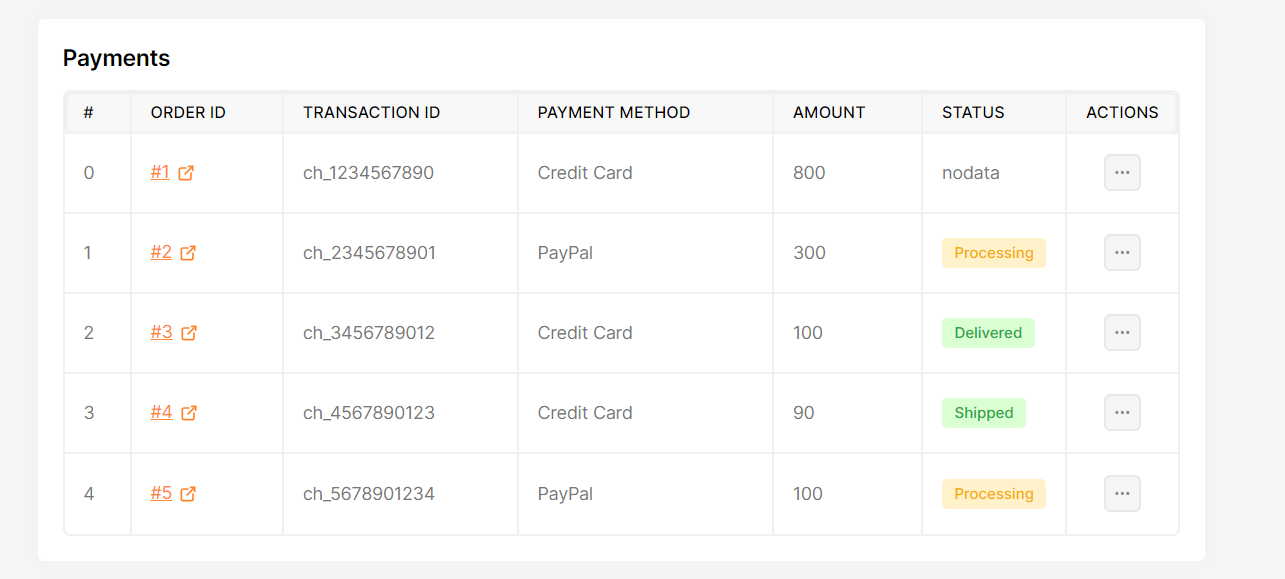 Payments
# ORDER ID TRANSACTION ID PAYMENT METHOD AMOUNT STATUS ACTIONS
0 #1 ch_1234567890 Credit Card 800 nodata
1 #2 ch_2345678901 PayPal 300 Processing
2 #3 ch_3456789012 Credit Card 100 Delivered
3 #4 ch_4567890123 Credit Card 90 Shipped
4 #5 ch_5678901234 PayPal 100 Processing